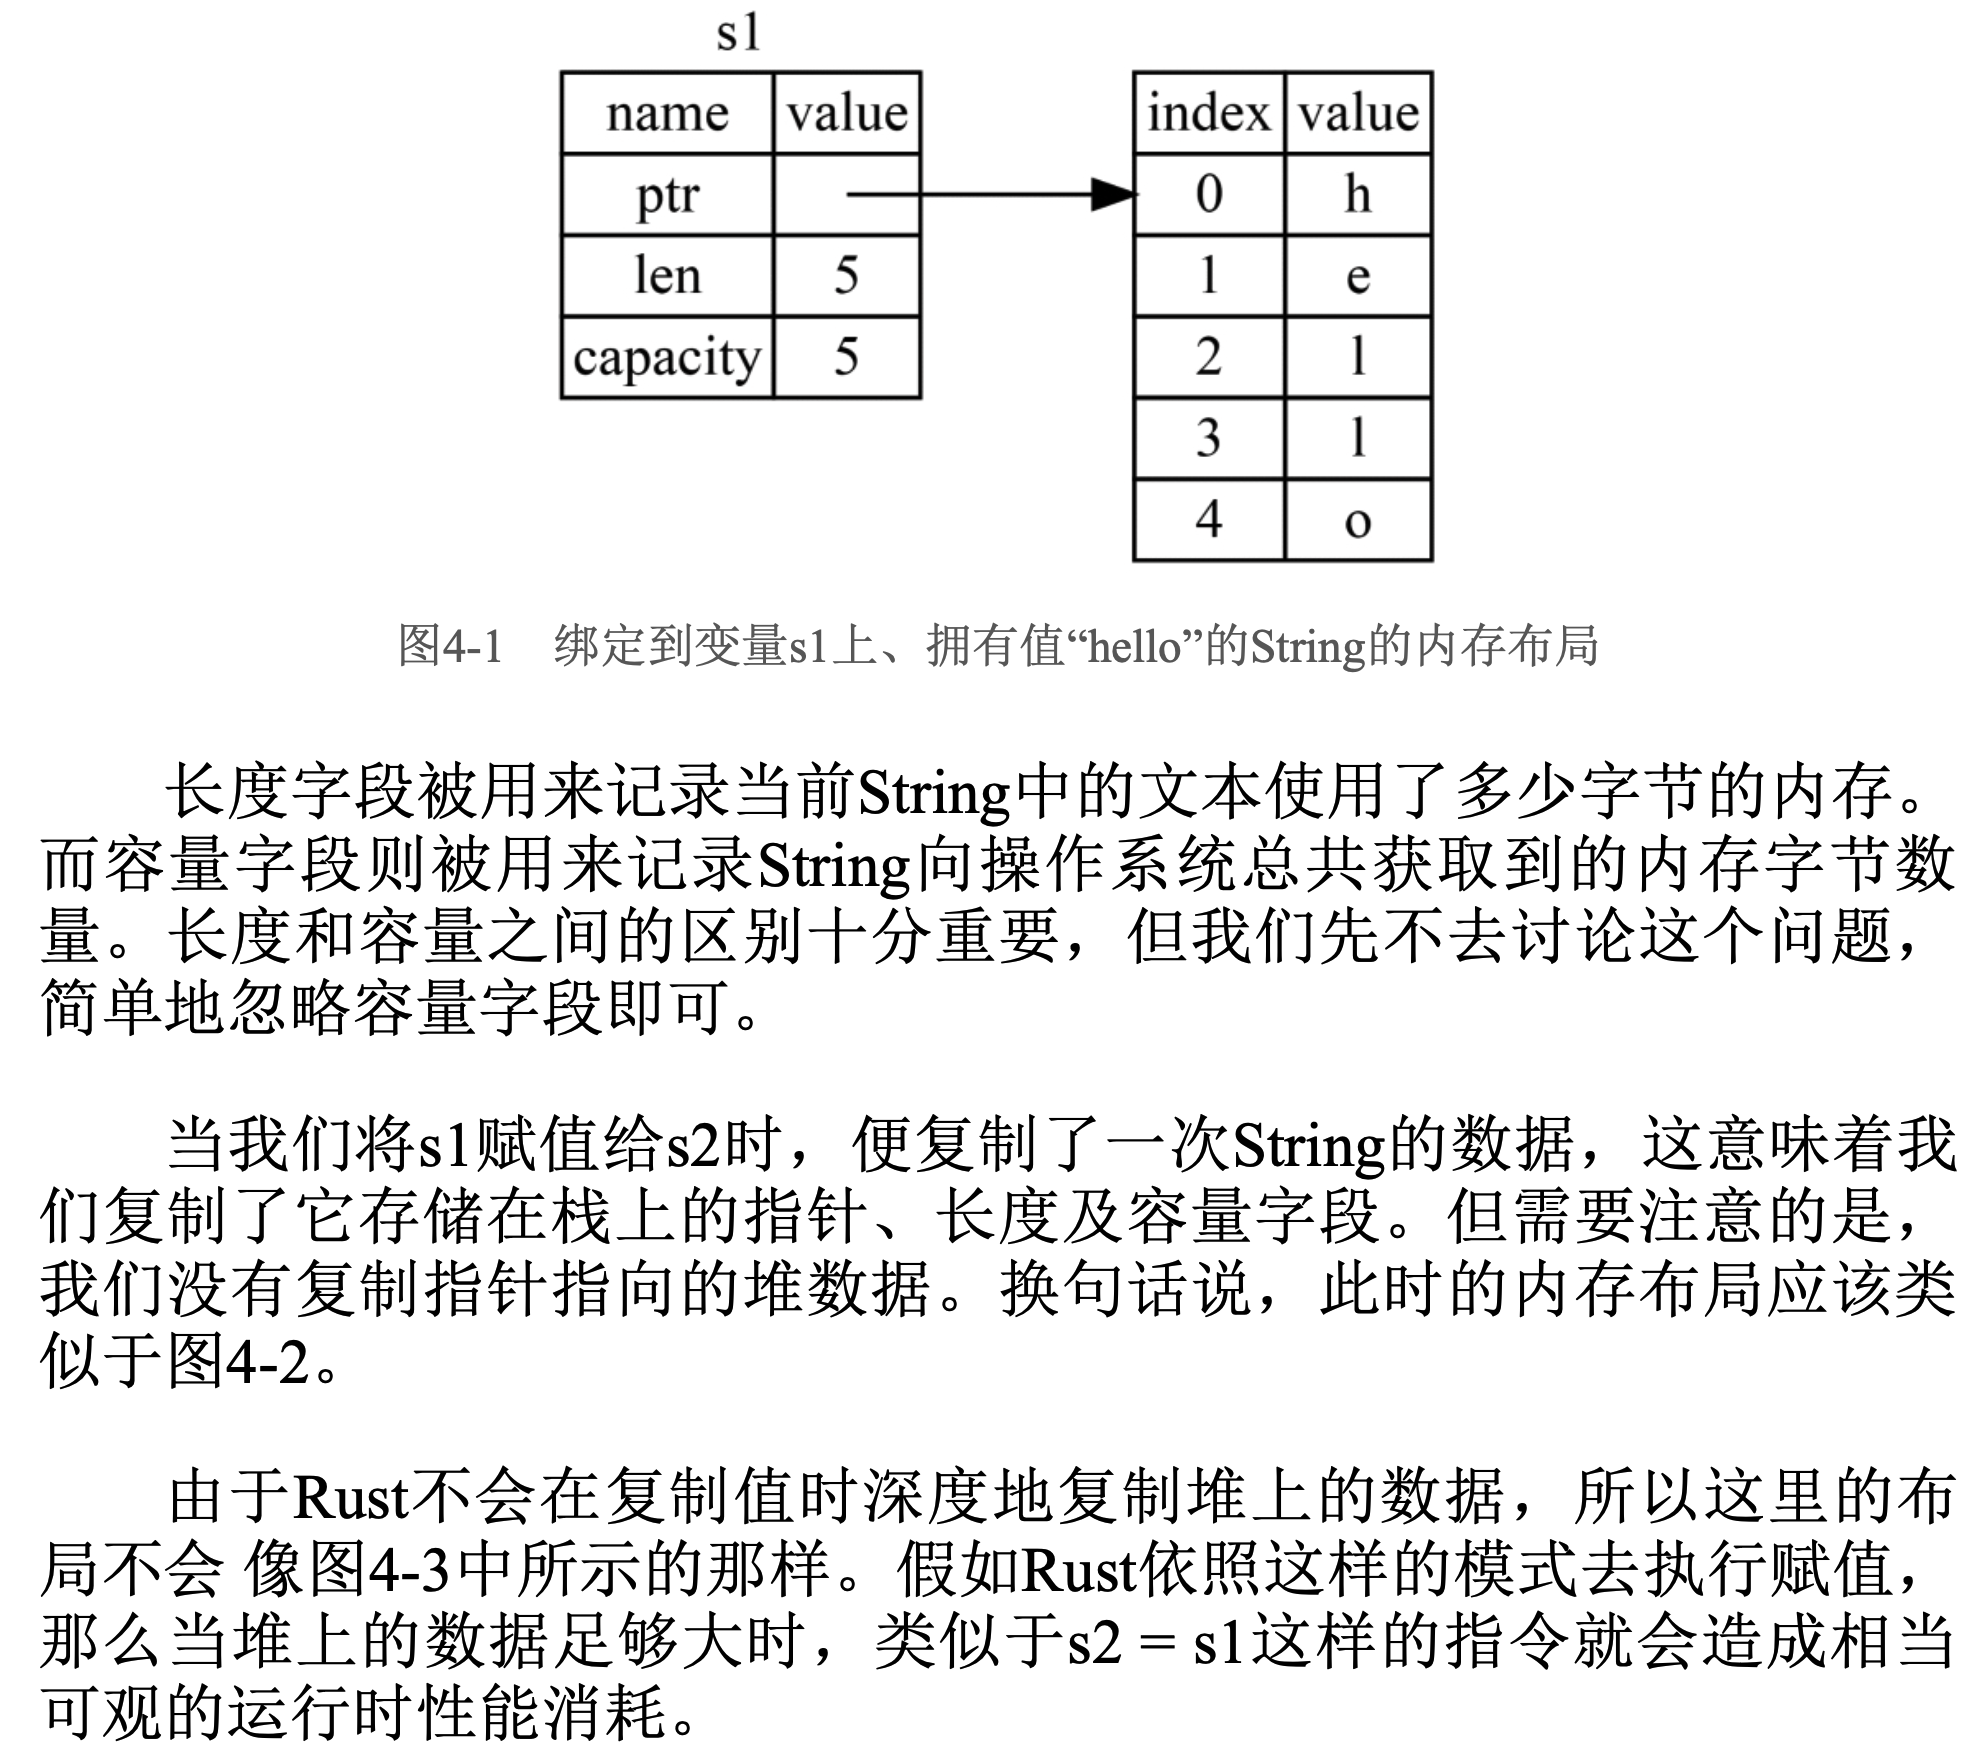 s1
name value
ptr
len 5
capacity 5
index value
0 h
1 e
2 l
3 l
4 o
图4-1 绑定到变量s1上、拥有值“hello”的String的内存布局
长度字段被用来记录当前String中的文本使用了多少字节的内存。
而容量字段则被用来记录String向操作系统总共获取到的内存字节数
量。长度和容量之间的区别十分重要，但我们先不去讨论这个问题，
简单地忽略容量字段即可。
当我们将s1赋值给s2时，便复制了一次String的数据，这意味着我
们复制了它存储在栈上的指针、长度及容量字段。但需要注意的是，
我们没有复制指针指向的堆数据。换句话说，此时的内存布局应该类
似于图4-2。
由于Rust不会在复制值时深度地复制堆上的数据，所以这里的布
局不会 像图4-3中所示的那样。假如Rust依照这样的模式去执行赋值，
那么当堆上的数据足够大时，类似于s2 = s1这样的指令就会造成相当
可观的运行时性能消耗。